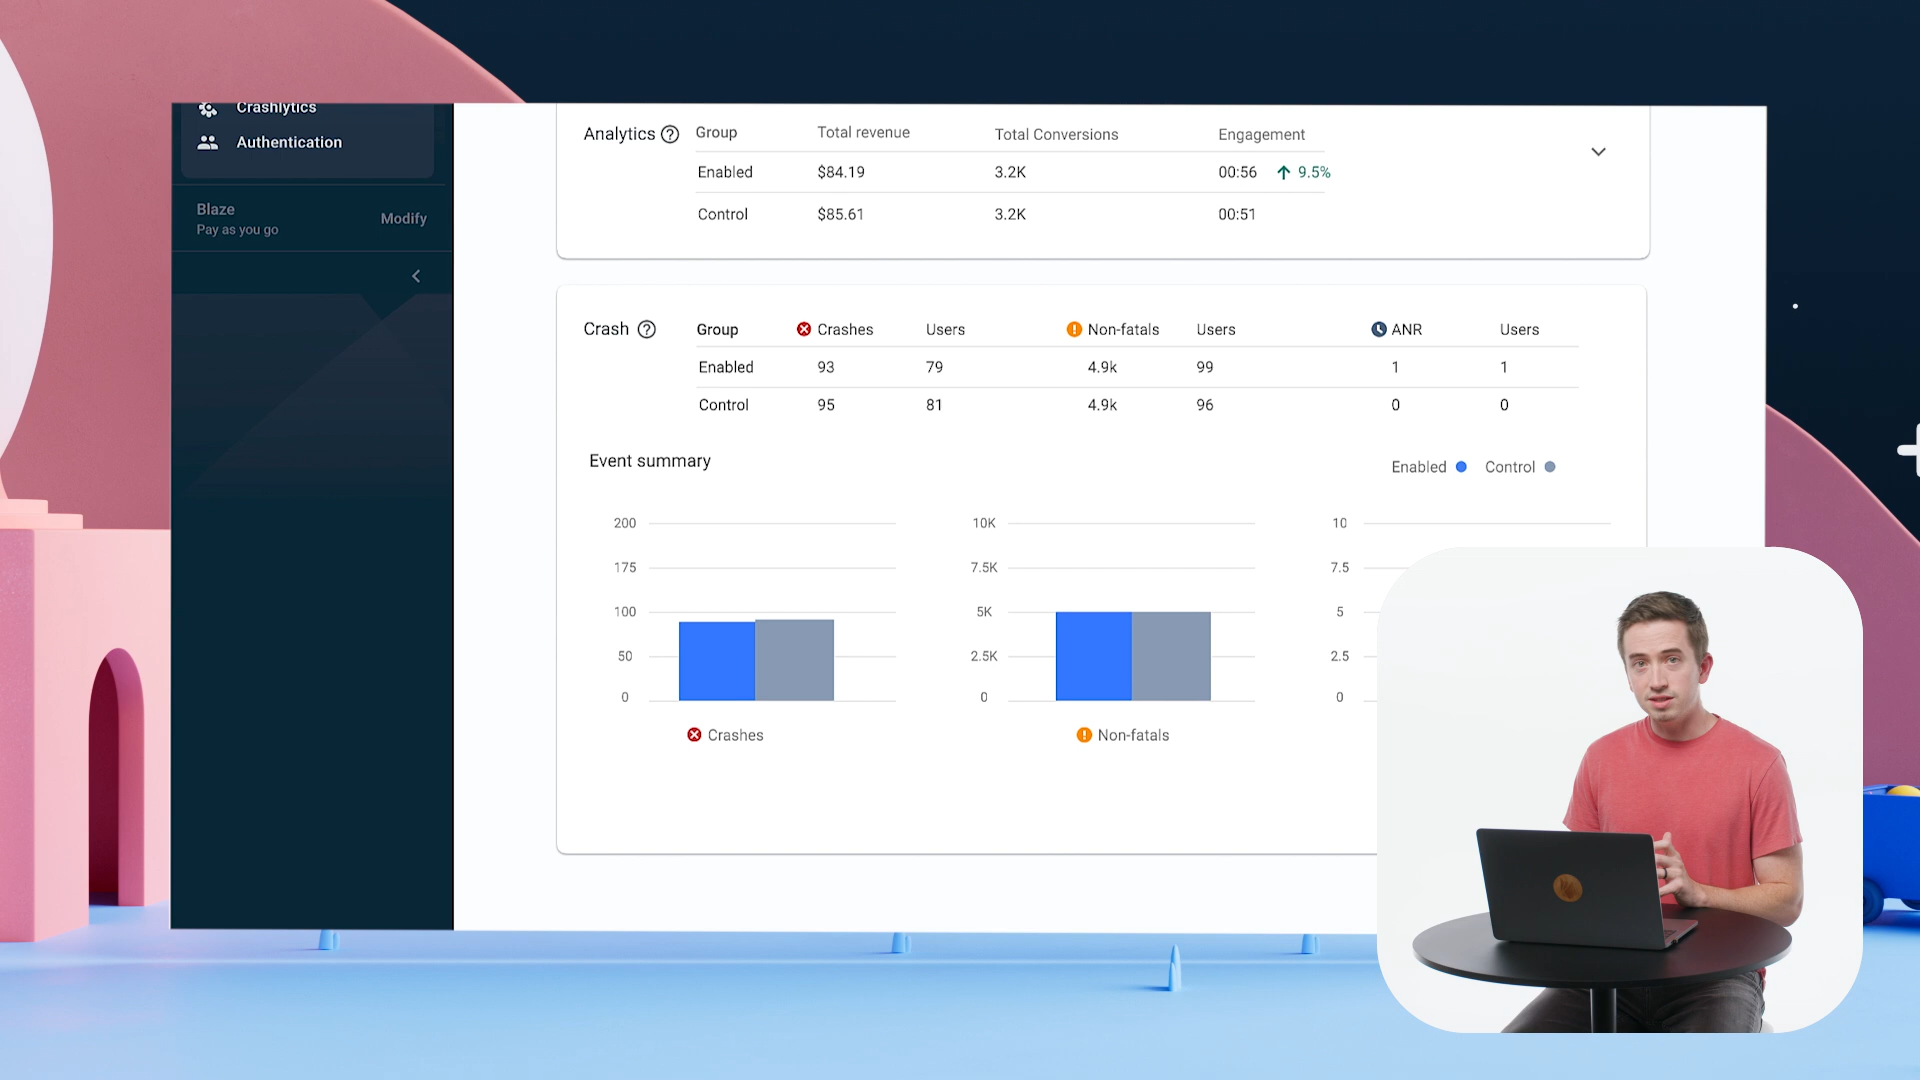 Crashlytics
Authentication
Blaze
Pay as you go
Modify
Analytics Group Total revenue Total Conversions Engagement
Enabled $84.19 3.2K 00:56 9.5%
Control $85.61 3.2K 00:51
Crash Group Crashes Users Non-fatals Users ANR Users
Enabled 93 79 4.9k 99 1 1
Control 95 81 4.9k 96 0 0
Event summary
Enabled Control
200 10K 10
175 7.5K 7.5
100 5K 5
50 2.5K 2.5
0 0 0
Crashes Non-fatals